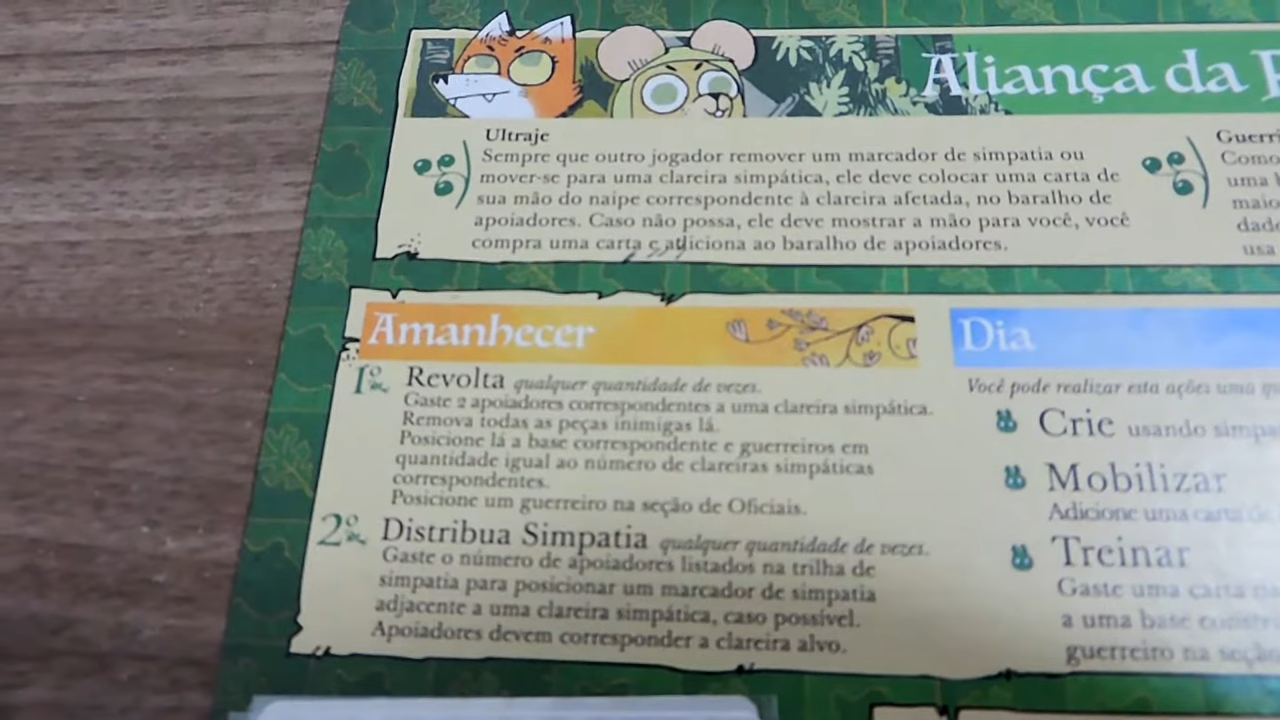 Aliança da
Ultraje
Sempre que outro jogador remover um marcador de simpatia ou
mover-se para uma clareira simpática, ele deve colocar uma carta de
sua mão do naipe correspondente à clareira afetada, no baralho de
apoiadores. Caso não possa, ele deve mostrar a mão para você, você
compra uma carta e adiciona ao baralho de apoiadores.
Guerri
Como
uma
maio
dado
usa
Amanhecer
1º Revolta qualquer quantidade de vezes.
Gaste 2 apoiadores correspondentes a uma clareira simpática.
Remova todas as peças inimigas lá.
Posicione lá a base correspondente e guerreiros em
quantidade igual ao número de clareiras simpáticas
correspondentes.
Posicione um guerreiro na seção de Oficiais.
2º Distribua Simpatia qualquer quantidade de vezes.
Gaste o número de apoiadores listados na trilha de
simpatia para posicionar um marcador de simpatia
adjacente a uma clareira simpática, caso possível.
Apoiadores devem corresponder a clareira alvo.
Dia
Você pode realizar esta ações uma
Crie usando simpa
Mobilizar
Adicione uma carta de
Treinar
Gaste uma carta
a uma base
guerreiro na seção